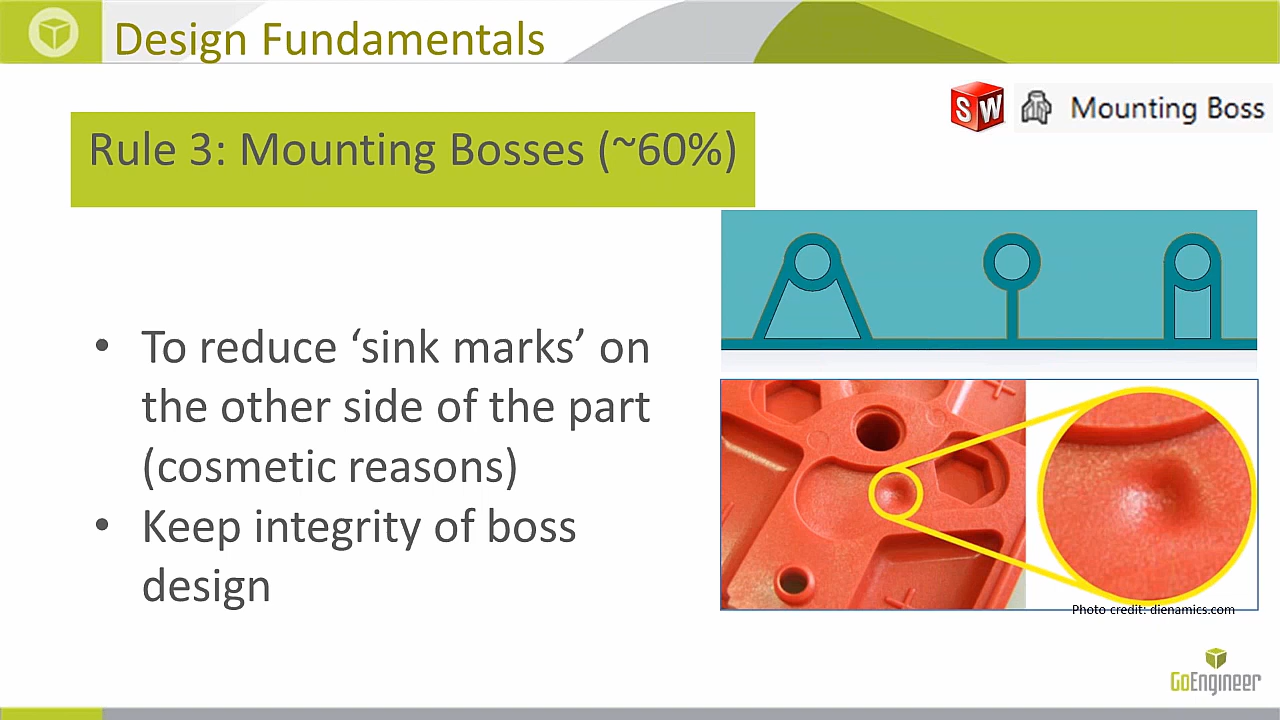 Design Fundamentals
SW
Mounting Boss
Rule 3: Mounting Bosses (~60%)
• To reduce ‘sink marks’ on
the other side of the part
(cosmetic reasons)
• Keep integrity of boss
design
Photo credit: dienamics.com
GoEngineer